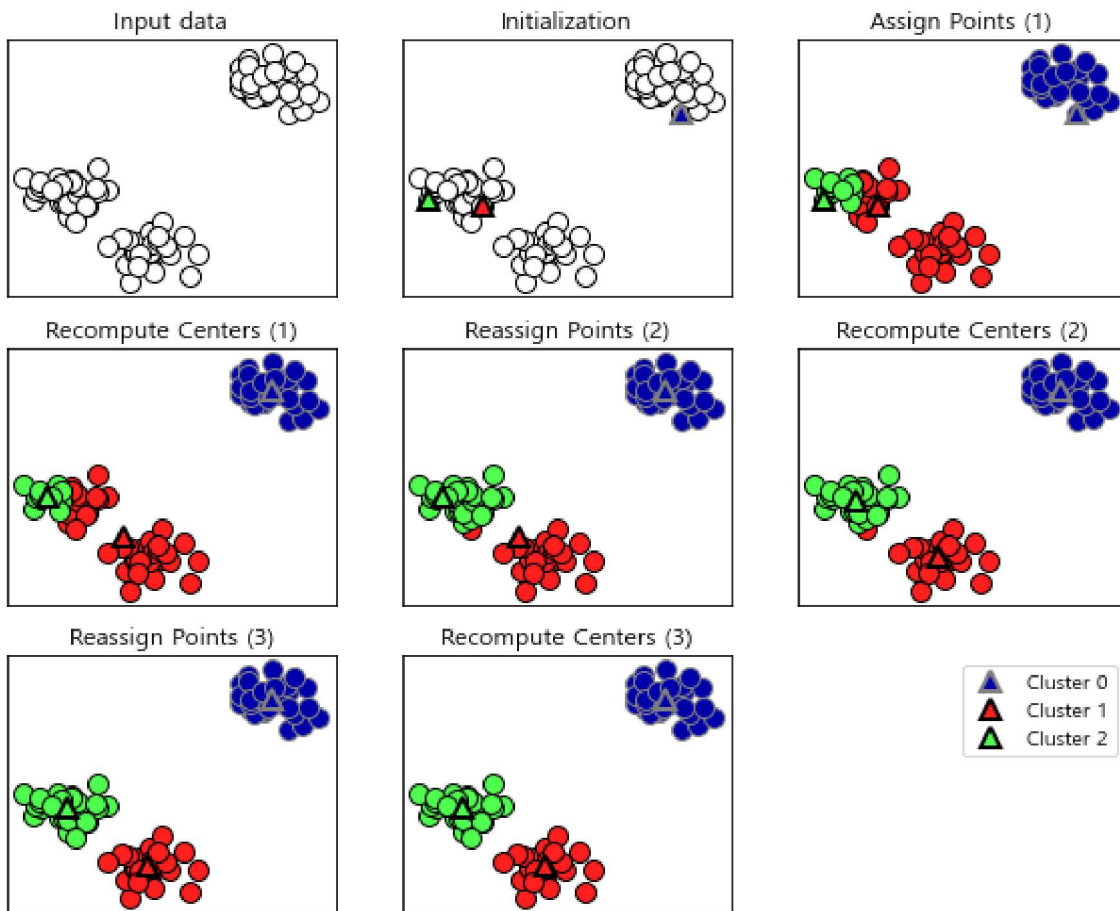 Input data
Initialization
Assign Points (1)
Recompute Centers (1)
Reassign Points (2)
Recompute Centers (2)
Reassign Points (3)
Recompute Centers (3)
Cluster 0
Cluster 1
Cluster 2